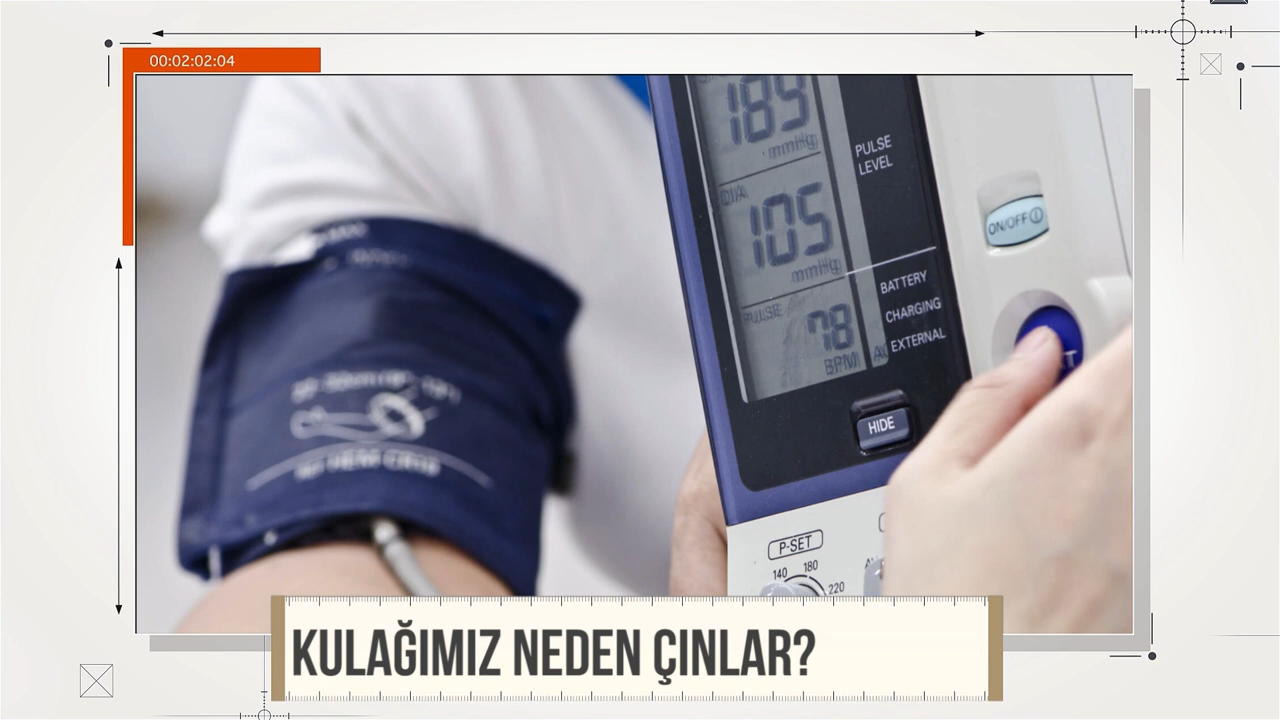 00:02:02:04
189
mmHg
PULSE
LEVEL
DIA
105
mmHg
ON/OFF
BATTERY
CHARGING
EXTERNAL
PULSE
78
BPM
AC
HIDE
P-SET
140 180
220
KULAĞIMIZ NEDEN ÇINLAR?